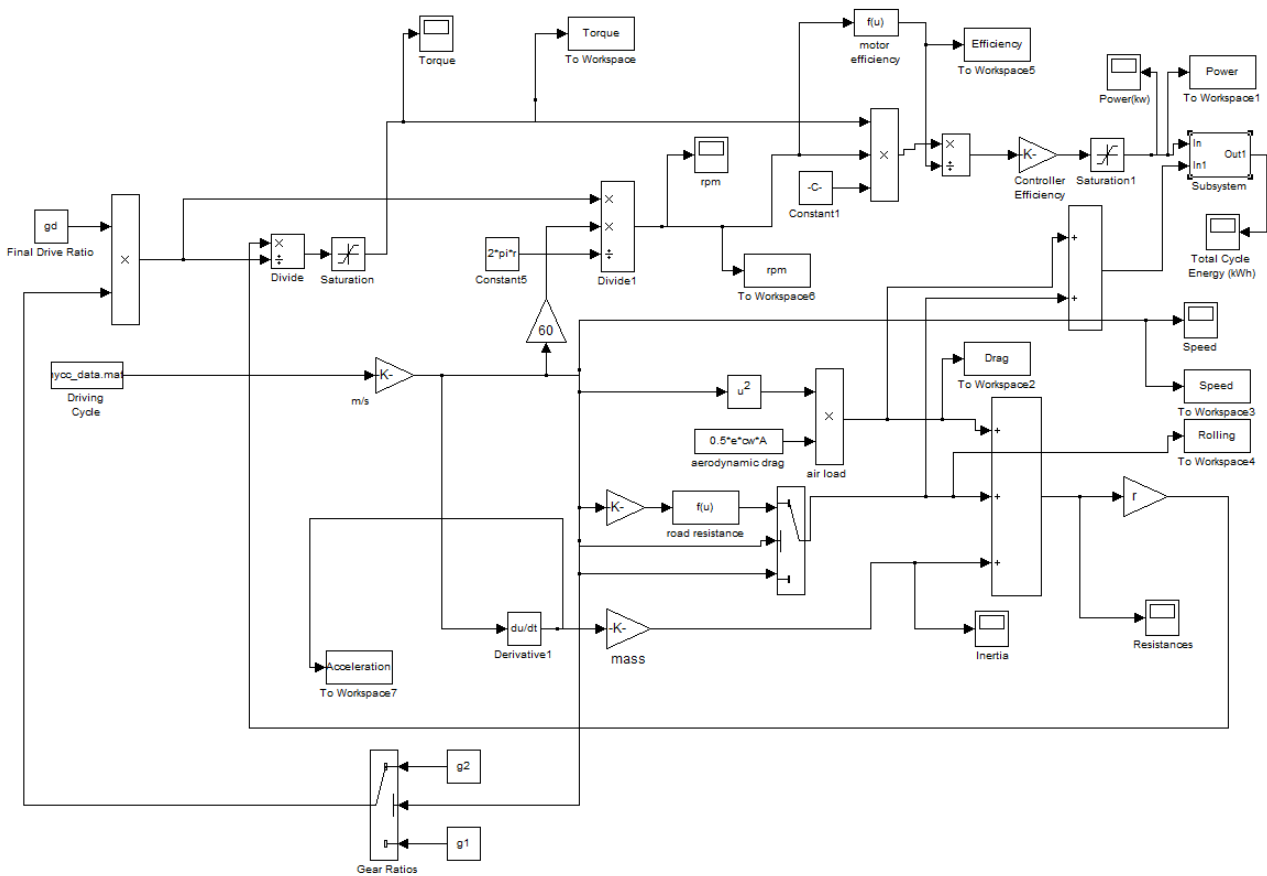 f(u)
motor
efficiency
Torque
Torque
To Workspace
Efficiency
To Workspace5
Power(kw)
Power
To Workspace1
In
In1
Out1
Subsystem
rpm
×
-C-
Constant1
×
÷
K-
Controller
Efficiency
Saturation1
gd
Final Drive Ratio
×
×
÷
Divide
Saturation
2*pi*r
Constant5
×
×
÷
Divide1
rpm
To Workspace6
+
+
Total Cycle
Energy (kWh)
60
Speed
ycc_data.mat
Driving
Cycle
K-
m/s
u2
0.5*e*cw*A
aerodynamic drag
×
air load
Drag
To Workspace2
Speed
To Workspace3
Rolling
To Workspace4
K-
f(u)
road resistance
+
+
+
r
du/dt
Derivative1
-K-
mass
Inertia
Resistances
Acceleration
To Workspace7
g2
g1
Gear Ratios